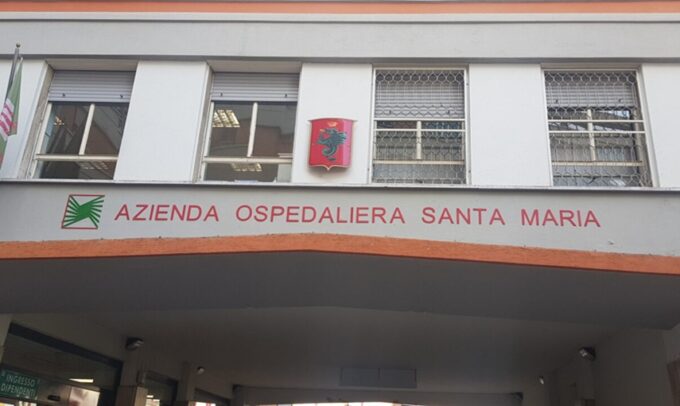 AZIENDA OSPEDALIERA SANTA MARIA
INGRESSO
DIPENDENTI